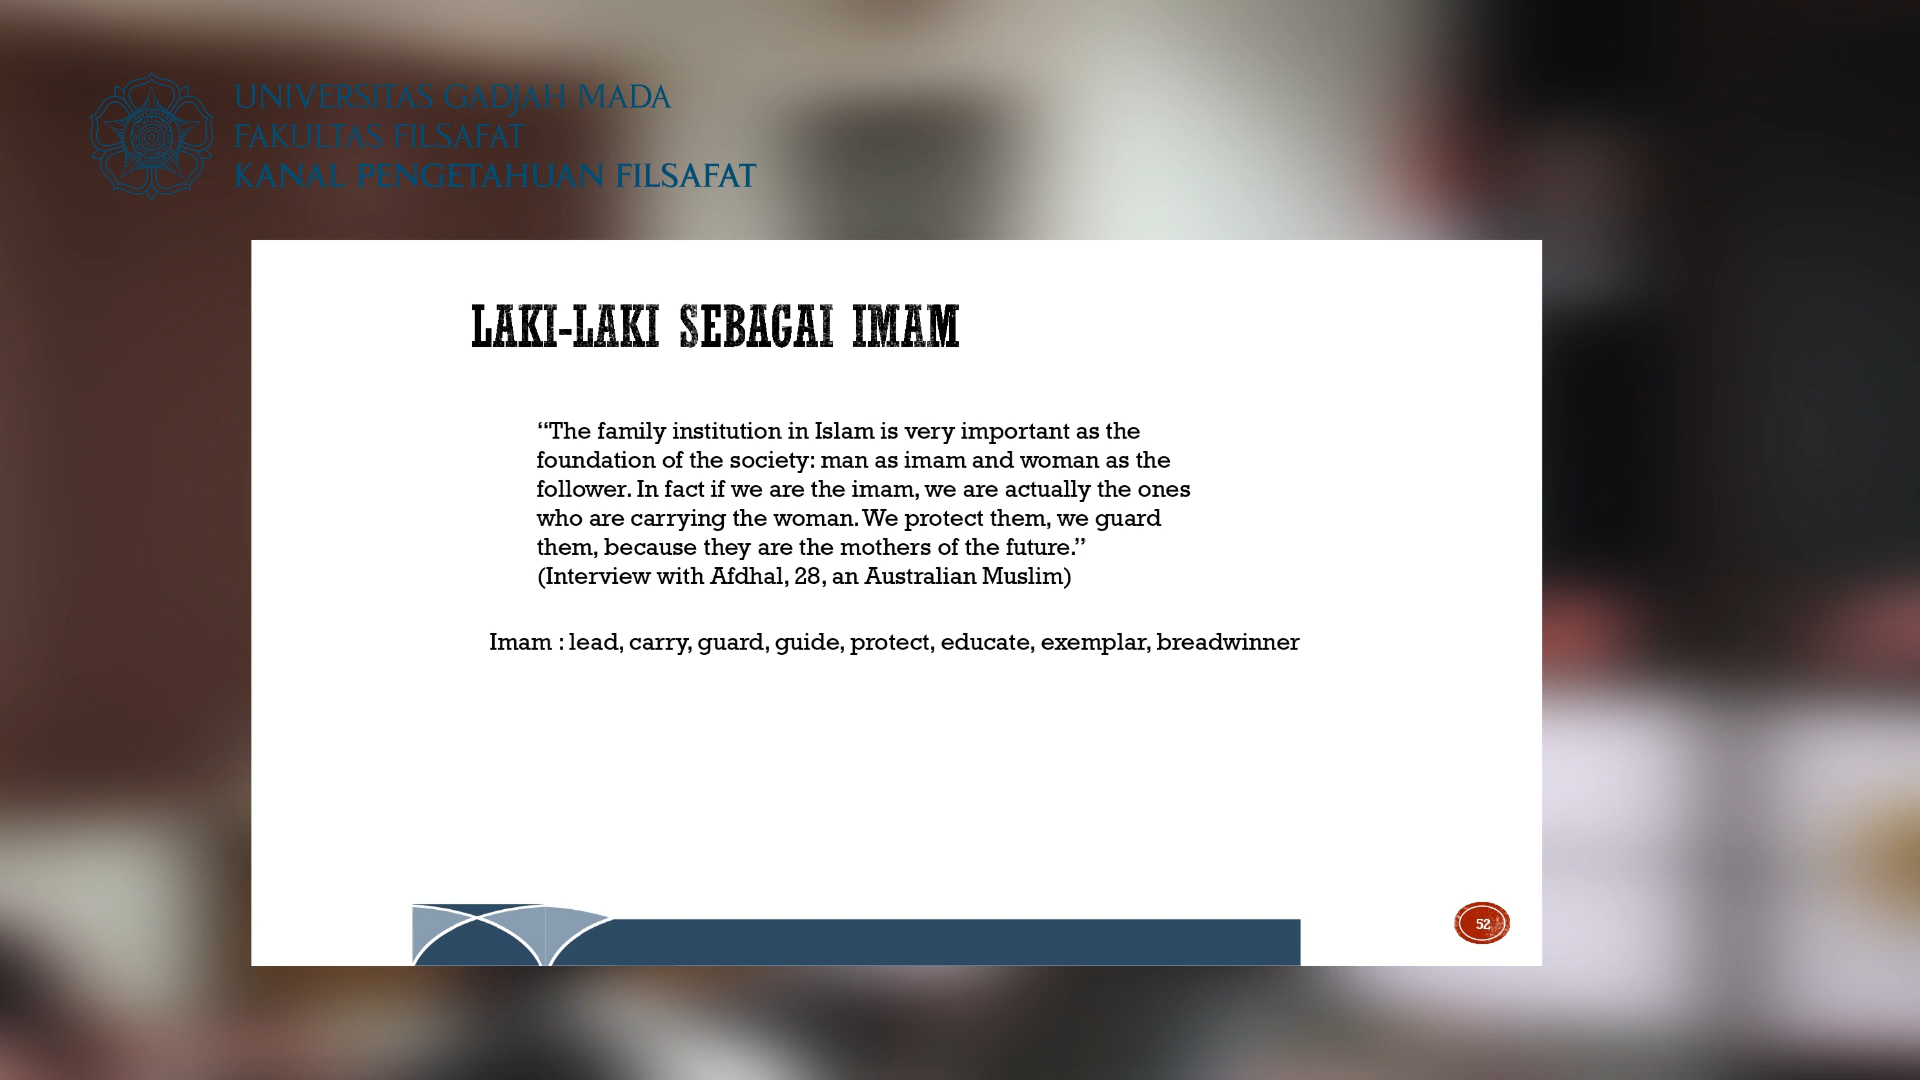 UNIVERSITAS GADJAH MADA
FAKULTAS FILSAFAT
KANAL PENGETAHUAN FILSAFAT
LAKI-LAKI SEBAGAI IMAM
“The family institution in Islam is very important as the
foundation of the society: man as imam and woman as the
follower. In fact if we are the imam, we are actually the ones
who are carrying the woman. We protect them, we guard
them, because they are the mothers of the future.”
(Interview with Afdhal, 28, an Australian Muslim)
Imam : lead, carry, guard, guide, protect, educate, exemplar, breadwinner
52